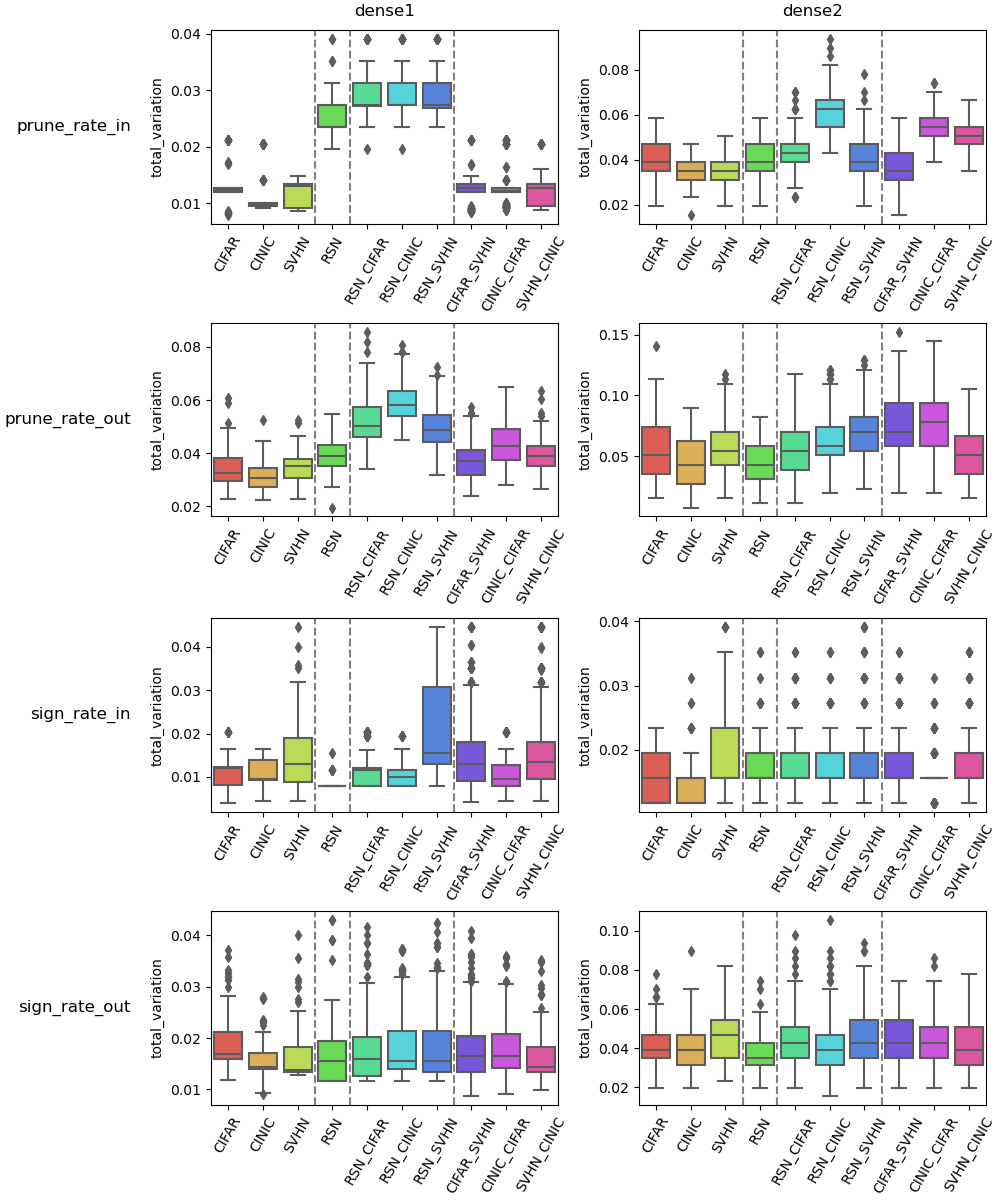 dense1
dense2
prune_rate_in
total_variation
0.04
0.03
0.02
0.01
CIFAR
CINIC
SVHN
RSN
RSN_CIFAR
RSN_CINIC
RSN_SVHN
CIFAR_SVHN
CINIC_CIFAR
SVHN_CINIC
total_variation
0.08
0.06
0.04
0.02
CIFAR
CINIC
SVHN
RSN
RSN_CIFAR
RSN_CINIC
RSN_SVHN
CIFAR_SVHN
CINIC_CIFAR
SVHN_CINIC
prune_rate_out
total_variation
0.08
0.06
0.04
0.02
CIFAR
CINIC
SVHN
RSN
RSN_CIFAR
RSN_CINIC
RSN_SVHN
CIFAR_SVHN
CINIC_CIFAR
SVHN_CINIC
total_variation
0.15
0.10
0.05
CIFAR
CINIC
SVHN
RSN
RSN_CIFAR
RSN_CINIC
RSN_SVHN
CIFAR_SVHN
CINIC_CIFAR
SVHN_CINIC
sign_rate_in
total_variation
0.04
0.03
0.02
0.01
CIFAR
CINIC
SVHN
RSN
RSN_CIFAR
RSN_CINIC
RSN_SVHN
CIFAR_SVHN
CINIC_CIFAR
SVHN_CINIC
total_variation
0.04
0.03
0.02
CIFAR
CINIC
SVHN
RSN
RSN_CIFAR
RSN_CINIC
RSN_SVHN
CIFAR_SVHN
CINIC_CIFAR
SVHN_CINIC
sign_rate_out
total_variation
0.04
0.03
0.02
0.01
CIFAR
CINIC
SVHN
RSN
RSN_CIFAR
RSN_CINIC
RSN_SVHN
CIFAR_SVHN
CINIC_CIFAR
SVHN_CINIC
total_variation
0.10
0.08
0.06
0.04
0.02
CIFAR
CINIC
SVHN
RSN
RSN_CIFAR
RSN_CINIC
RSN_SVHN
CIFAR_SVHN
CINIC_CIFAR
SVHN_CINIC